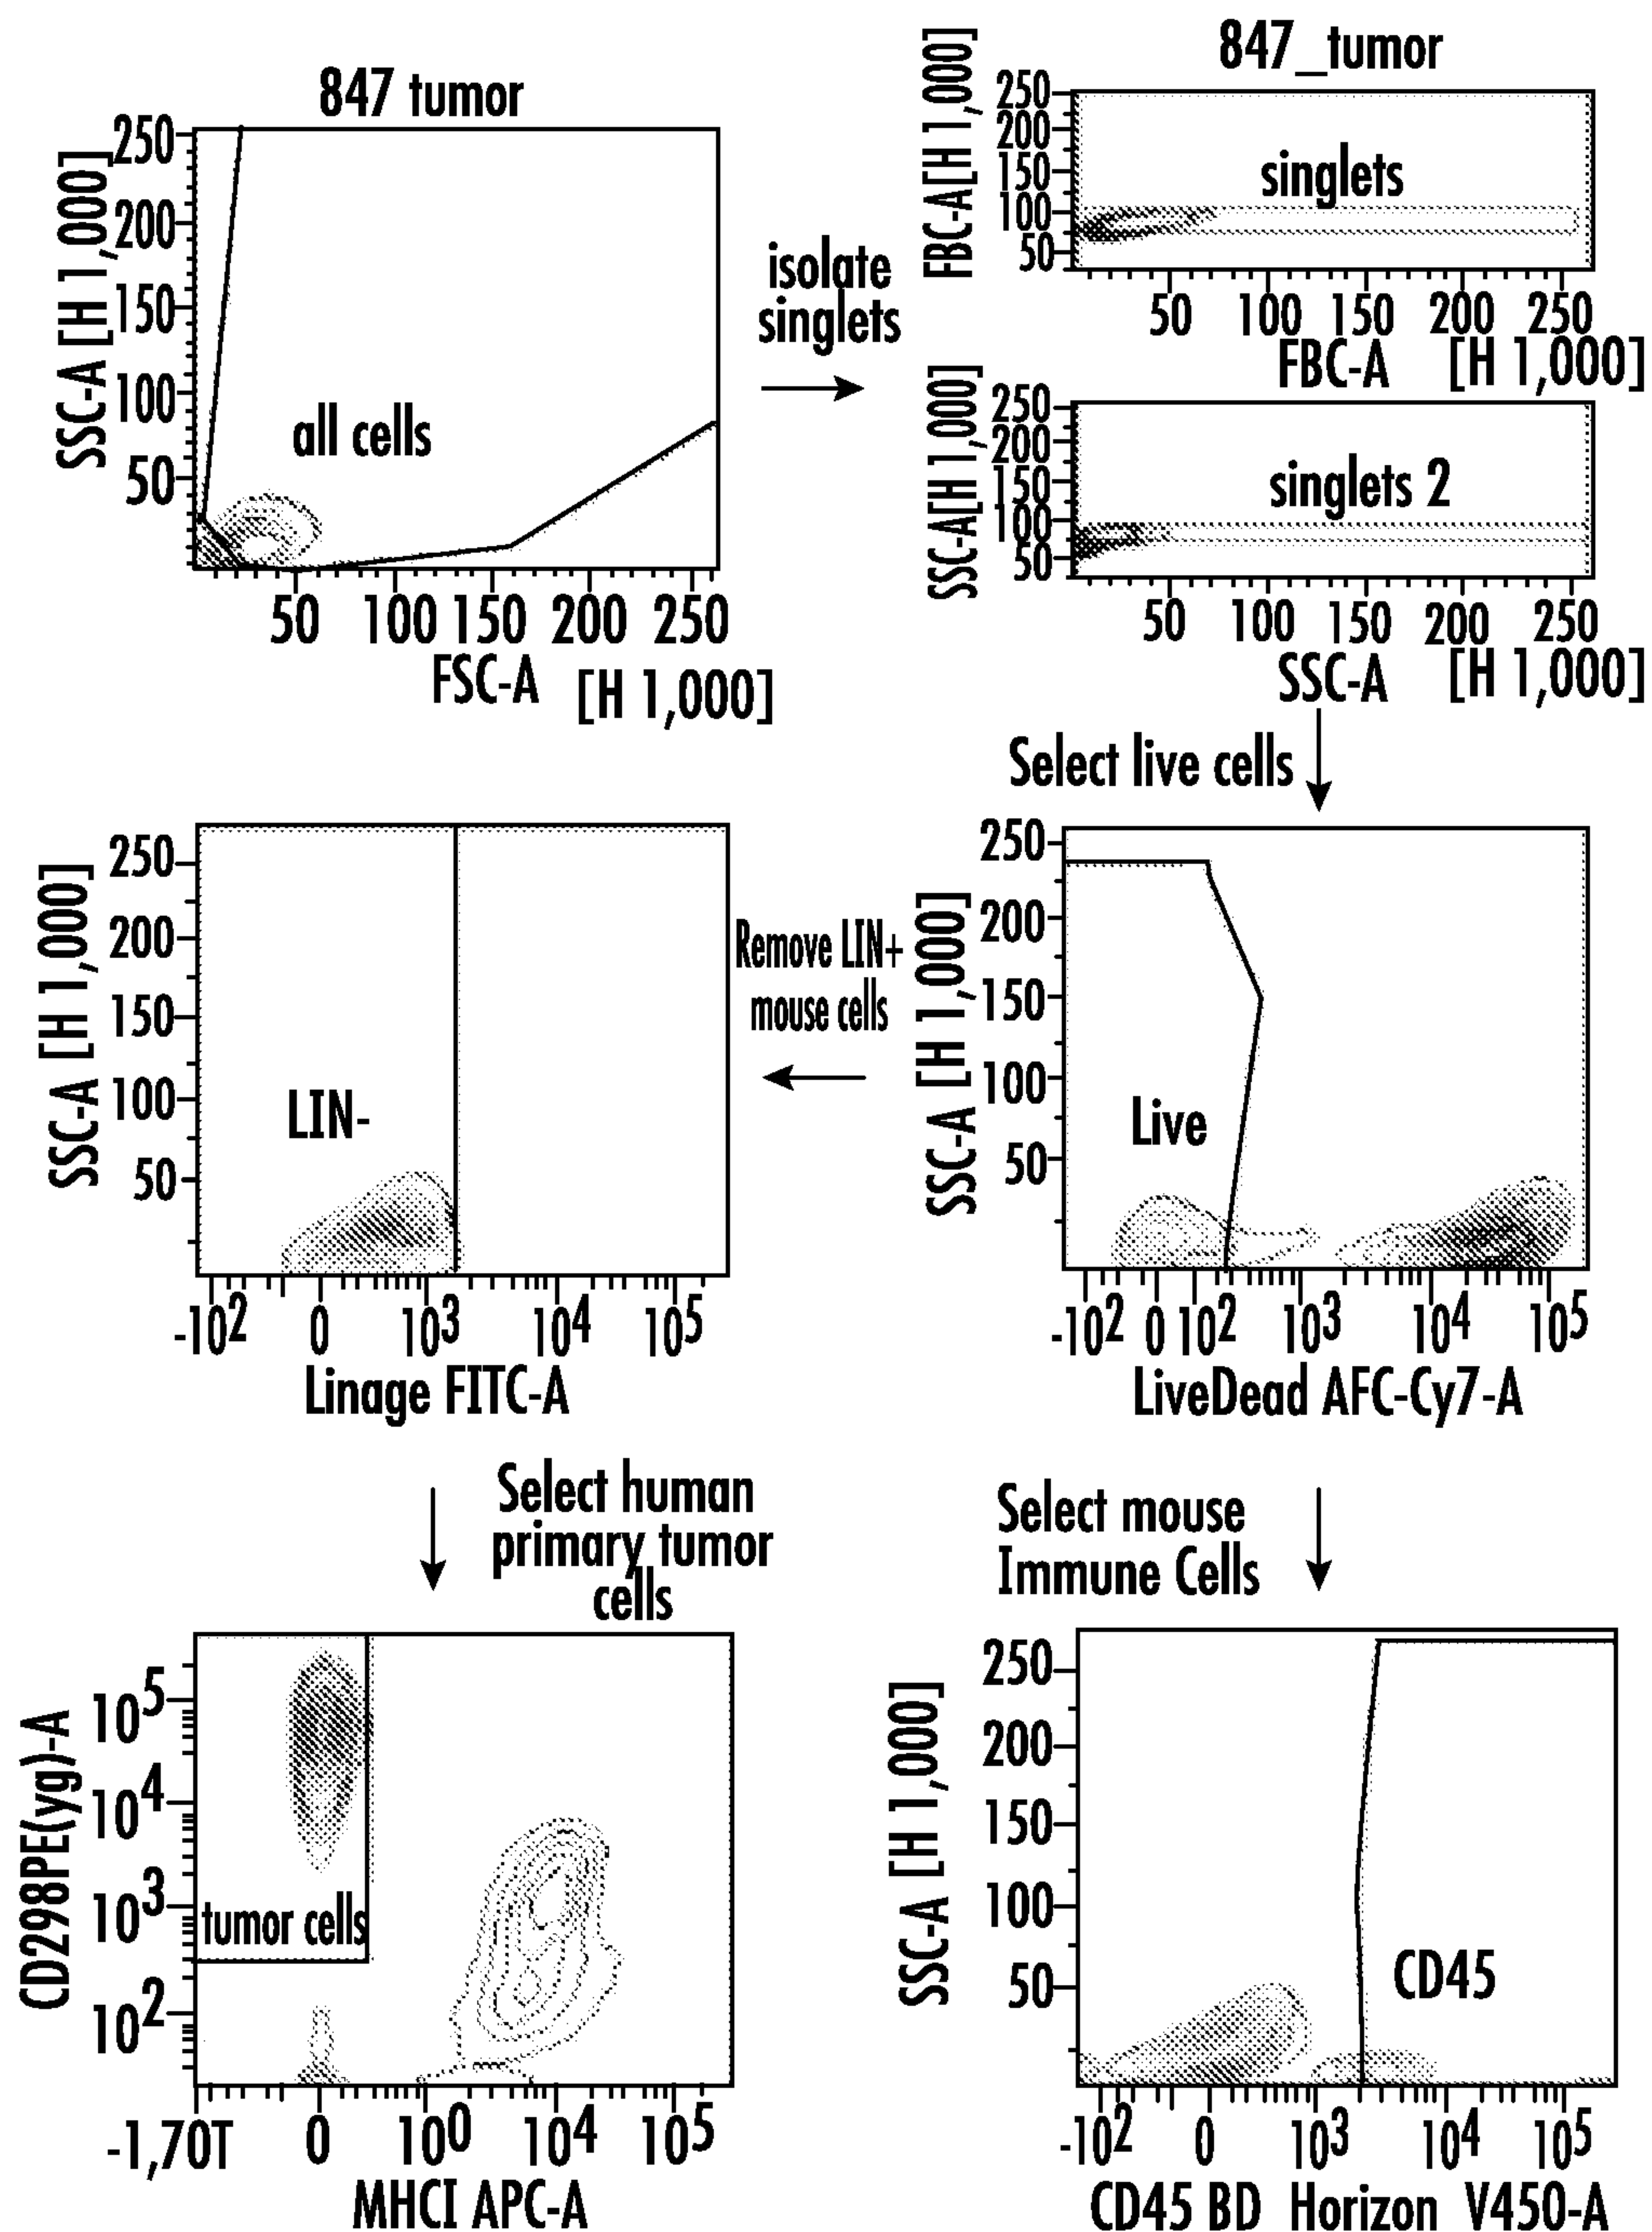 847 tumor
SSC-A [H 1,000]
250
200
150
100
50
all cells
50 100 150 200 250
FSC-A [H 1,000]
isolate
singlets
847_tumor
FBC-A[H 1,000]
250
200
150
100
50
singlets
50 100 150 200 250
FBC-A [H 1,000]
SSC-A[H 1,000]
250
200
150
100
50
singlets 2
50 100 150 200 250
SSC-A [H 1,000]
Select live cells
SSC-A [H 1,000]
250
200
150
100
50
Live
-10² 0 10² 10³ 10⁴ 10⁵
LiveDead AFC-Cy7-A
Remove LIN+
mouse cells
SSC-A [H 1,000]
250
200
150
100
50
LIN-
-10² 0 10³ 10⁴ 10⁵
Linage FITC-A
Select human
primary tumor
cells
CD298PE(yg)-A
10⁵
10⁴
10³
10²
tumor cells
-1,70T 0 10⁰ 10⁴ 10⁵
MHCI APC-A
Select mouse
Immune Cells
SSC-A [H 1,000]
250
200
150
100
50
CD45
-10² 0 10³ 10⁴ 10⁵
CD45 BD Horizon V450-A